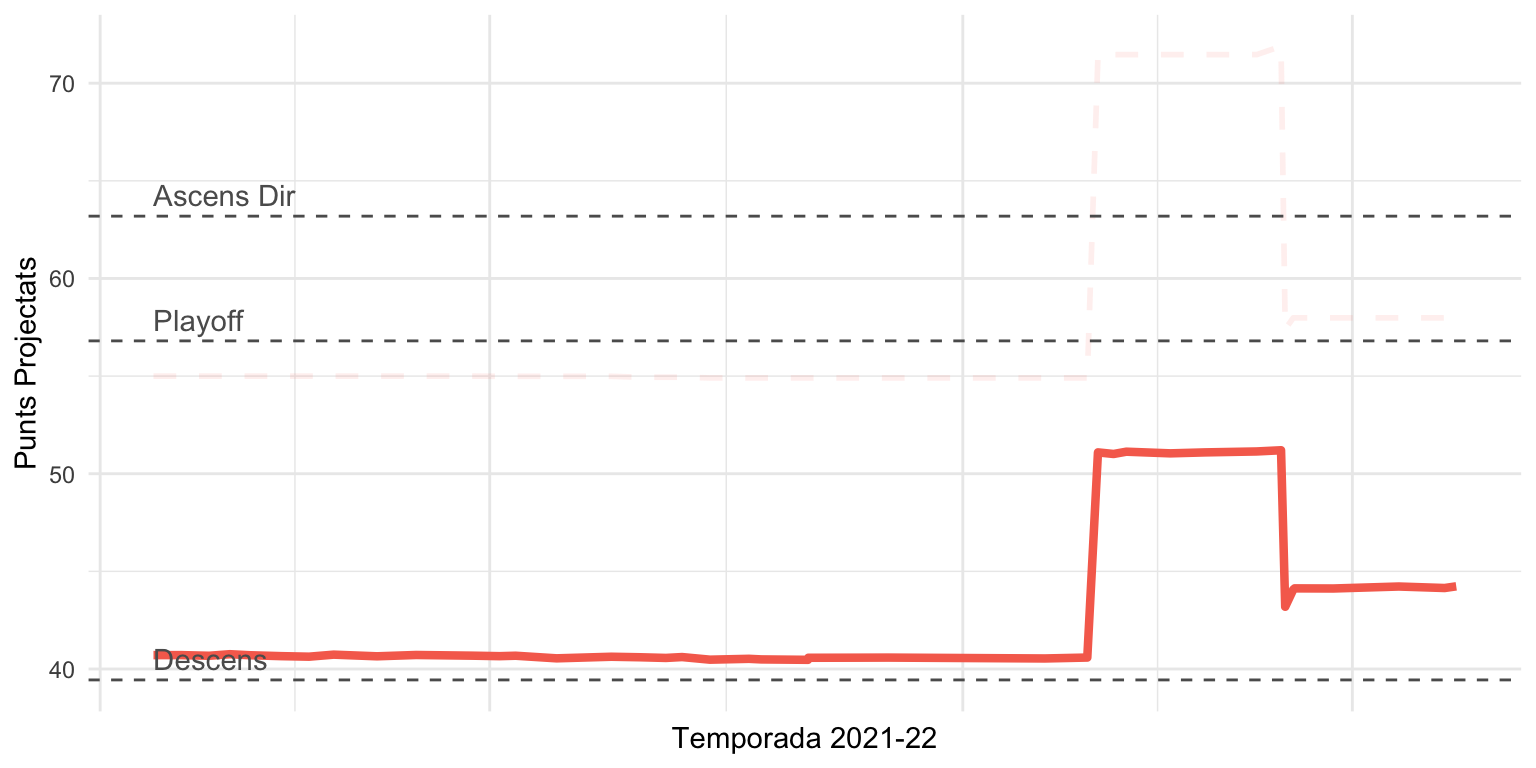 70
60
50
40
Punts Projectats
Ascens Dir
Playoff
Descens
Temporada 2021-22